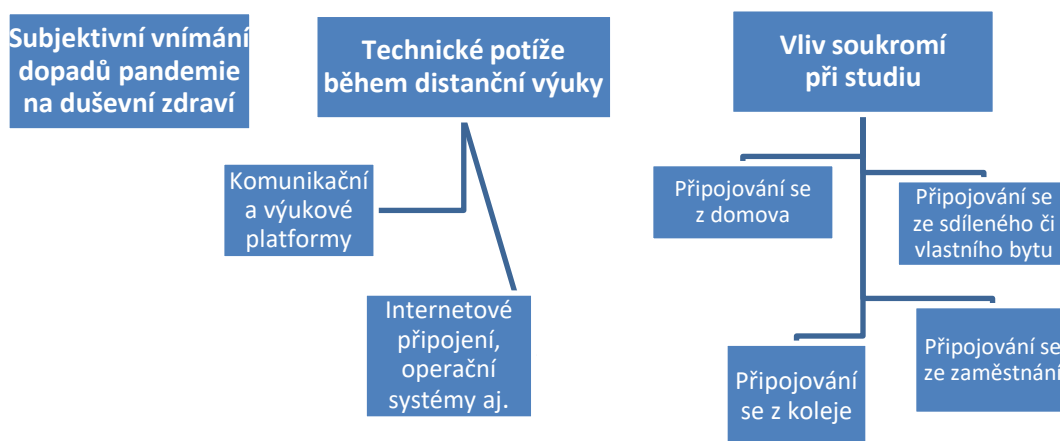 Subjektivní vnímání
dopadů pandemie
na duševní zdraví
Technické potíže
během distanční výuky
Komunikační
a výukové
platformy
Internetové
připojení,
operační
systémy aj.
Vliv soukromí
při studiu
Připojování se
z domova
Připojování se
ze sdíleného či
vlastního bytu
Připojování
se z koleje
Připojování se
ze zaměstnání